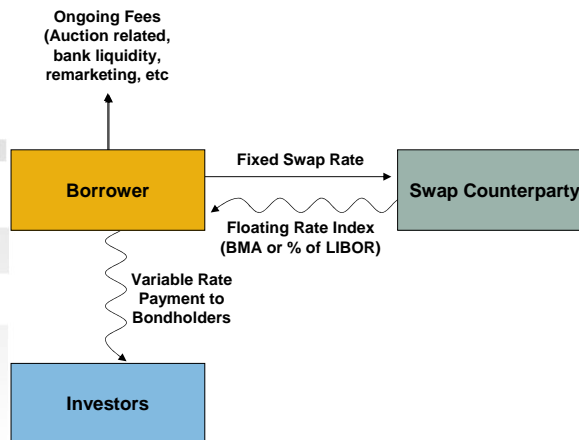 Ongoing Fees
(Auction related,
bank liquidity,
remarketing, etc
Borrower
Fixed Swap Rate
Swap Counterparty
Floating Rate Index
(BMA or % of LIBOR)
Variable Rate
Payment to
Bondholders
Investors